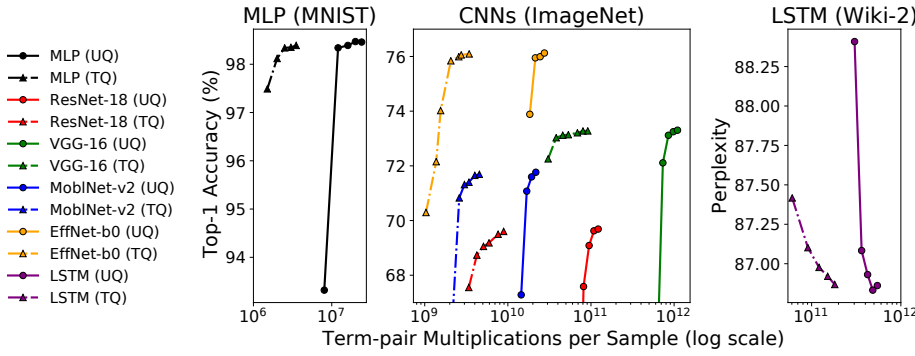 MLP (MNIST)
CNNs (ImageNet)
LSTM (Wiki-2)
MLP (UQ)
MLP (TQ)
ResNet-18 (UQ)
ResNet-18 (TQ)
VGG-16 (UQ)
VGG-16 (TQ)
MoblNet-v2 (UQ)
MoblNet-v2 (TQ)
EffNet-b0 (UQ)
EffNet-b0 (TQ)
LSTM (UQ)
LSTM (TQ)
Top-1 Accuracy (%)
98
97
96
95
94
10⁶
10⁷
76
74
72
70
68
10⁹
10¹⁰
10¹¹
10¹²
Perplexity
88.25
88.00
87.75
87.50
87.25
87.00
10¹¹
10¹²
Term-pair Multiplications per Sample (log scale)